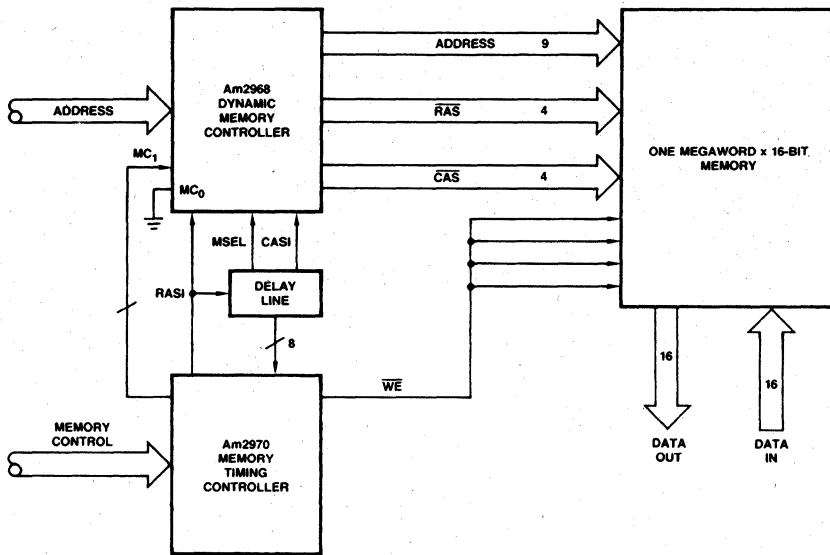 Am2968
DYNAMIC
MEMORY
CONTROLLER
ADDRESS 9
RAS 4
CAS 4
ONE MEGAWORD x 16-BIT
MEMORY
ADDRESS
MC1
MC0
MSEL CASI
RASI
DELAY
LINE
8
WE
MEMORY
CONTROL
Am2970
MEMORY
TIMING
CONTROLLER
16
16
DATA
OUT
DATA
IN